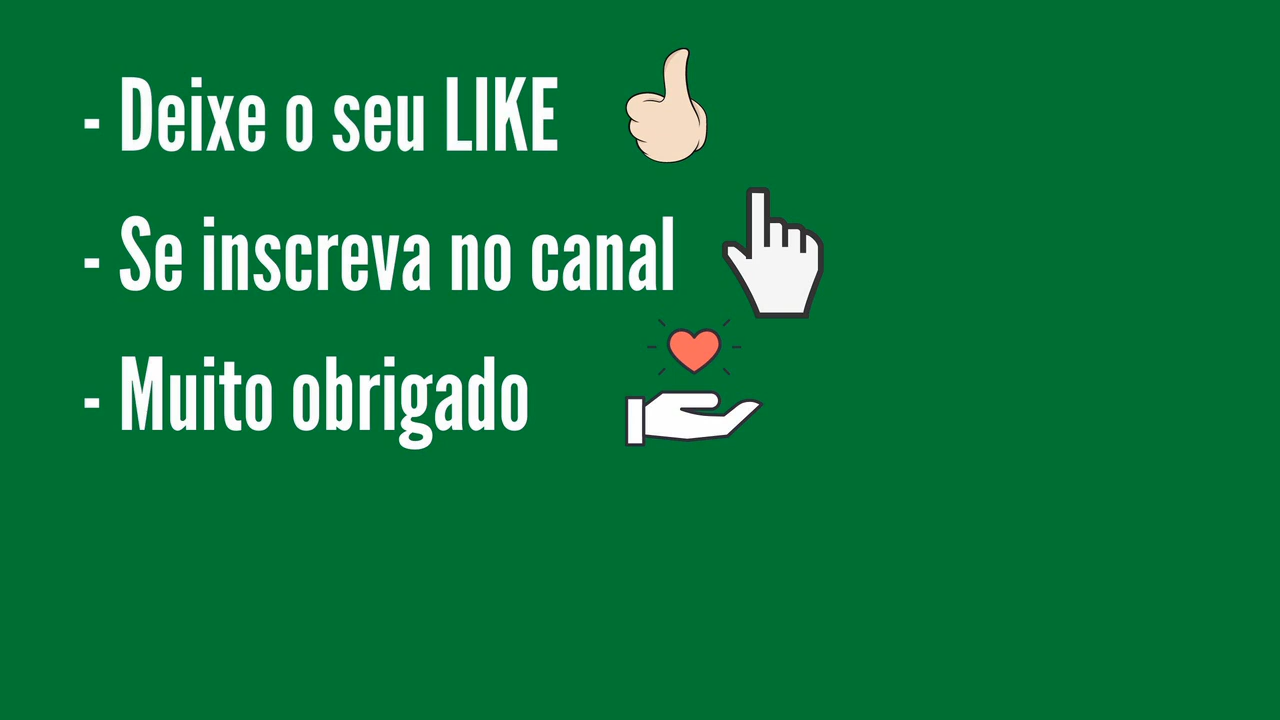 - Deixe o seu LIKE
- Se inscreva no canal
- Muito obrigado